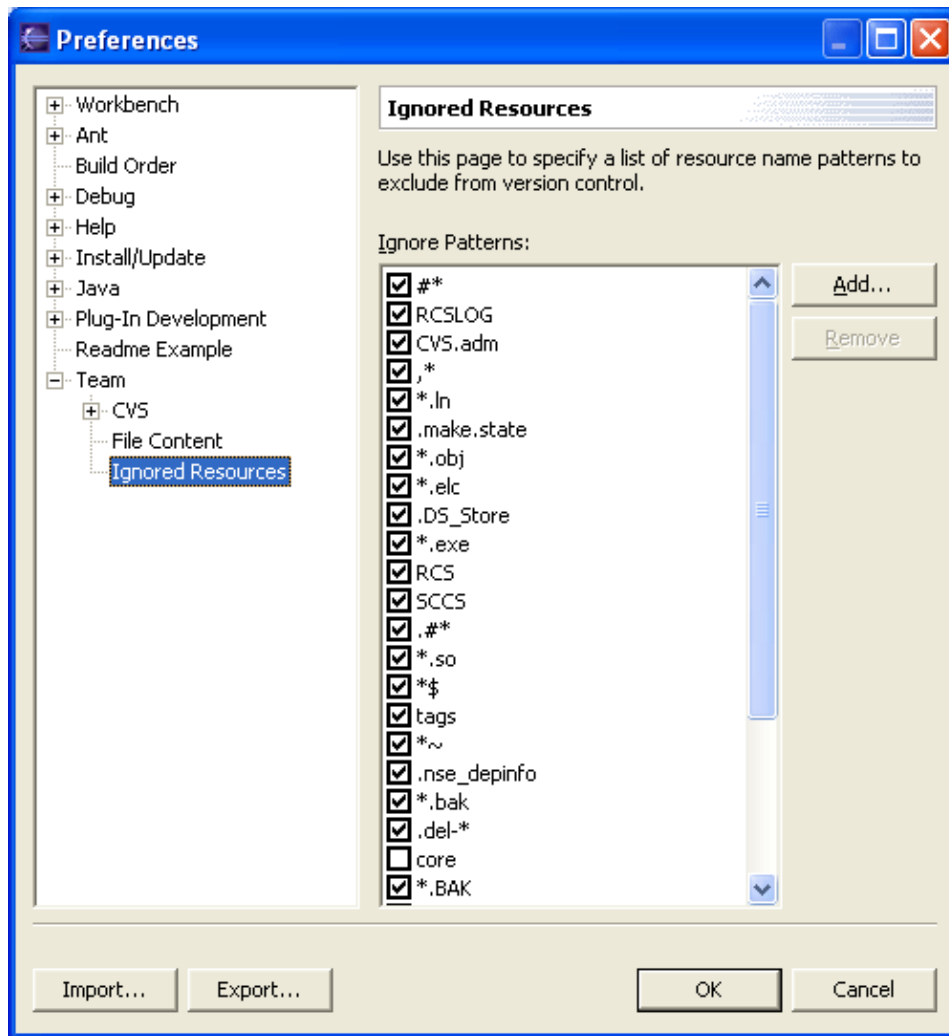 Preferences
Workbench
Ant
Build Order
Debug
Help
Install/Update
Java
Plug-In Development
Readme Example
Team
CVS
File Content
Ignored Resources
Ignored Resources
Use this page to specify a list of resource name patterns to
exclude from version control.
Ignore Patterns:
#*
RCSLOG
CVS.adm
,*
*.ln
.make.state
*.obj
*.elc
.DS_Store
*.exe
RCS
SCCS
.#*
*.so
*$
tags
*~
.nse_depinfo
*.bak
.del-*
core
*.BAK
Add...
Remove
Import...
Export...
OK
Cancel